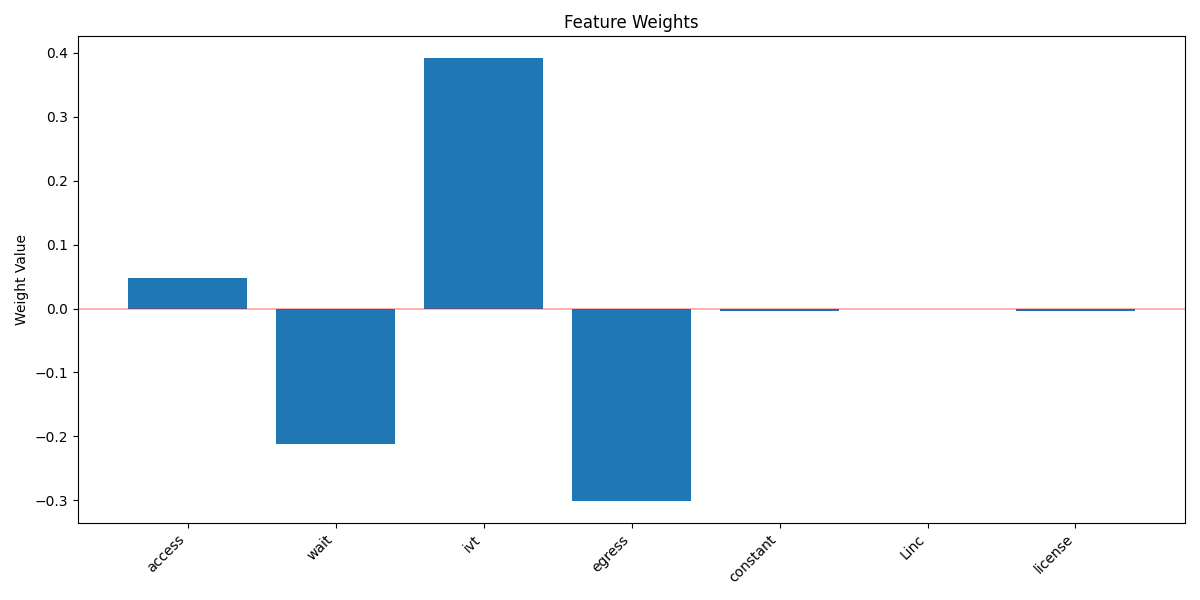 Feature Weights
0.4
0.3
0.2
0.1
0.0
−0.1
−0.2
−0.3
Weight Value
access
wait
ivt
egress
constant
Linc
license